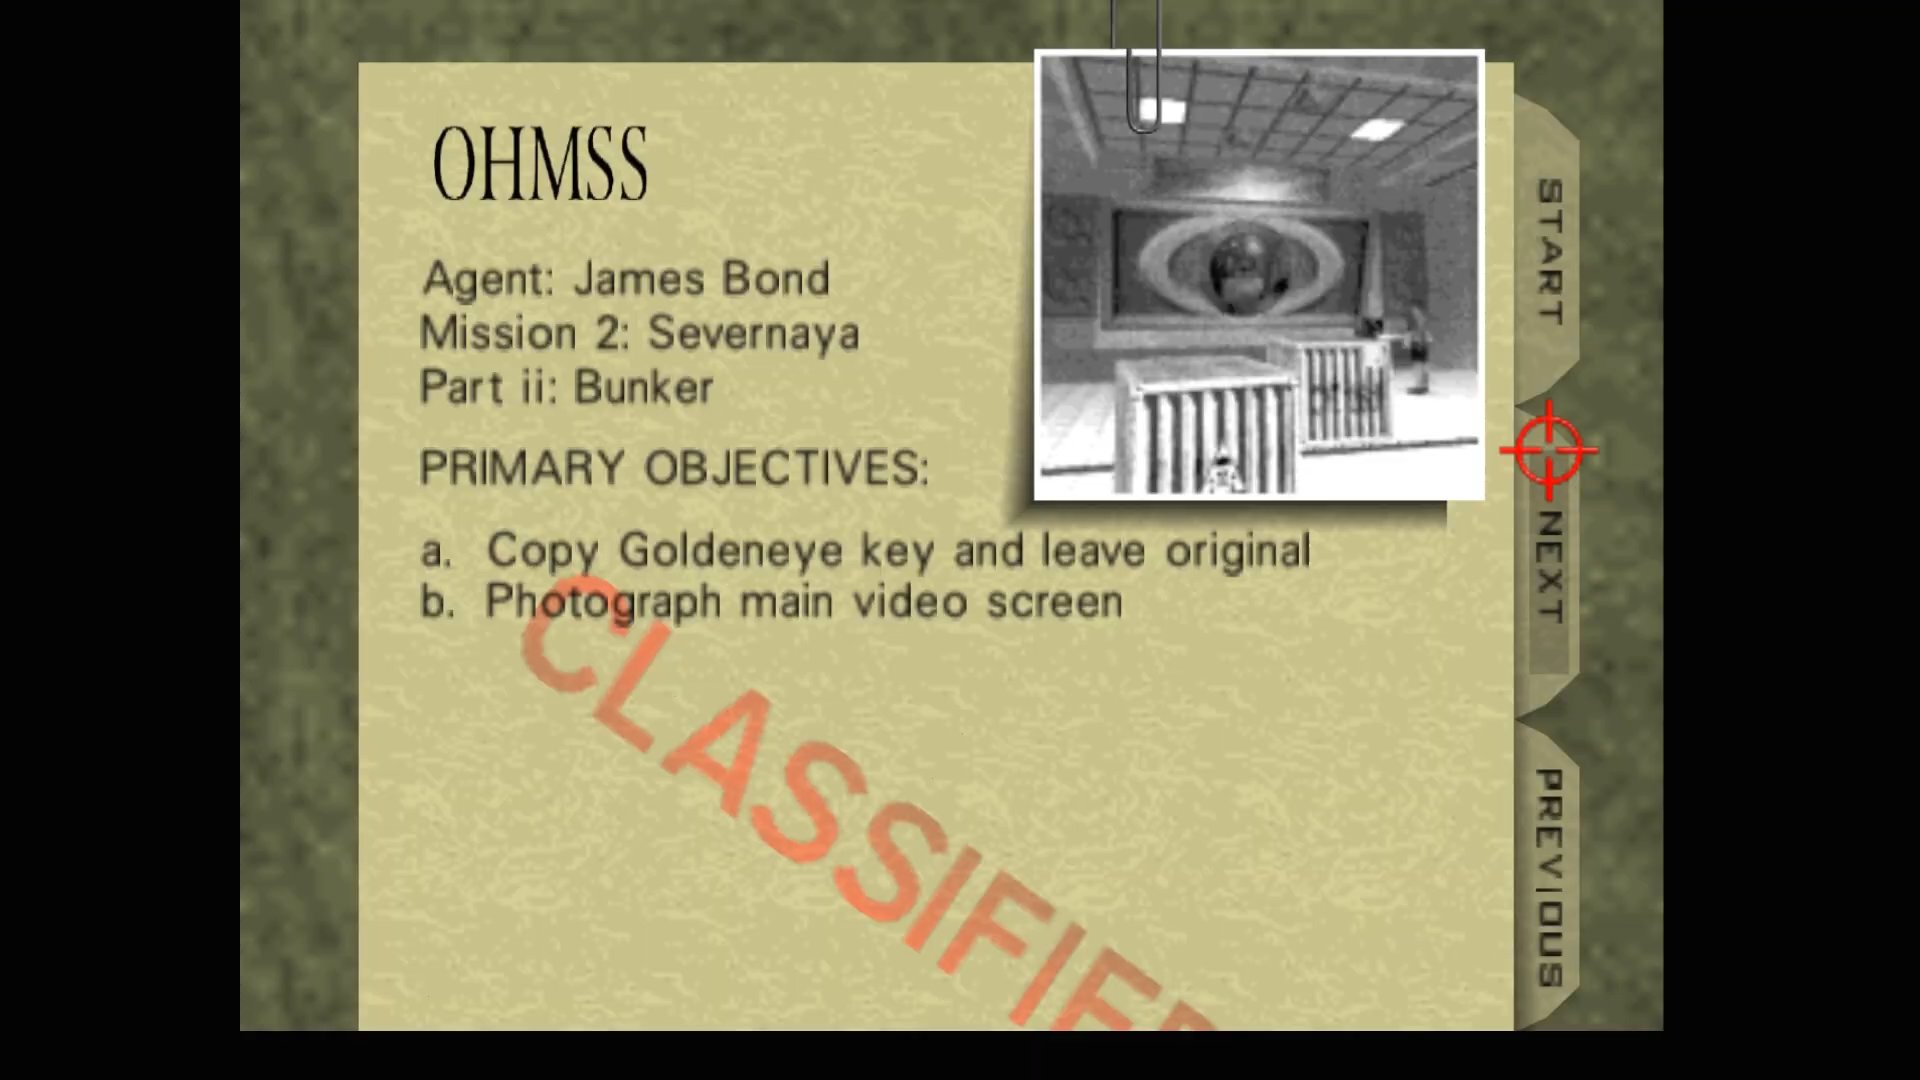 OHMSS
Agent: James Bond
Mission 2: Severnaya
Part ii: Bunker
PRIMARY OBJECTIVES:
a. Copy Goldeneye key and leave original
b. Photograph main video screen
CLASSIFIED
START
NEXT
PREVIOUS